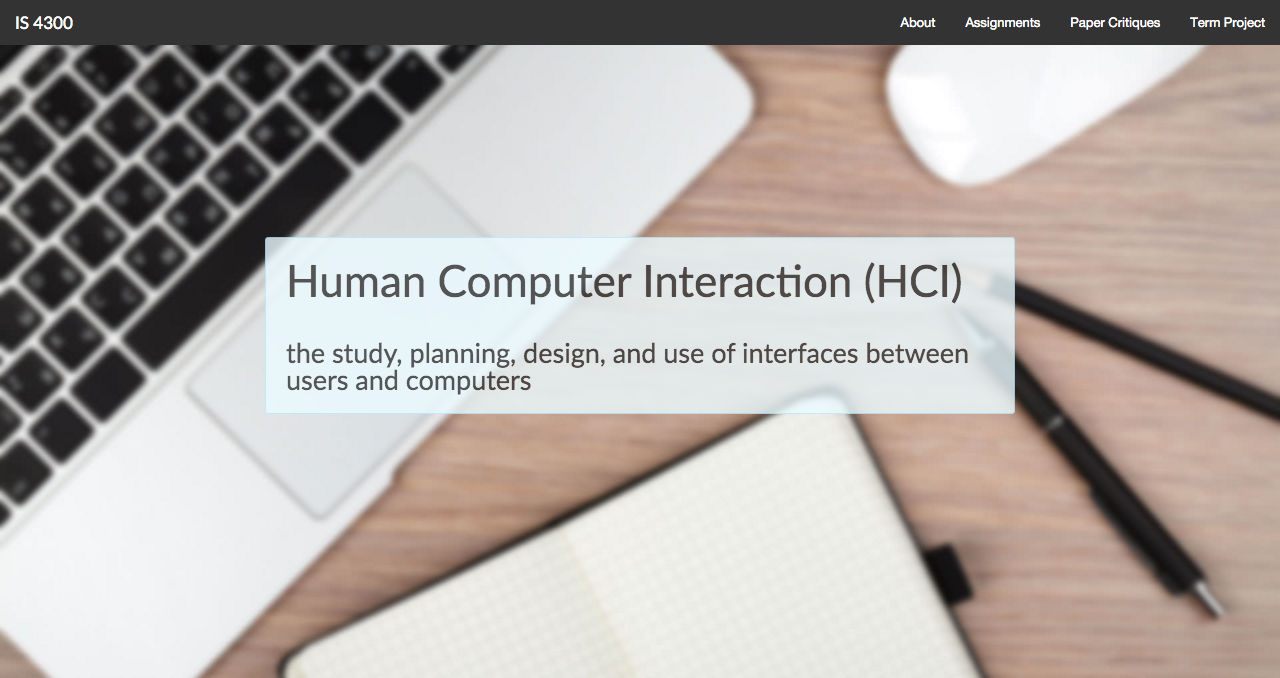 IS 4300
About
Assignments
Paper Critiques
Term Project
Human Computer Interaction (HCI)
the study, planning, design, and use of interfaces between
users and computers